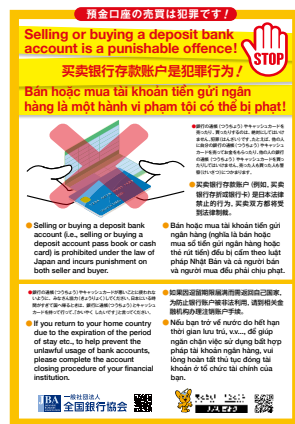 預金口座の売買は犯罪です!
Selling or buying a deposit bank
account is a punishable offence!
STOP
买卖银行存款账户是犯罪行为!
Bán hoặc mua tài khoản tiền gửi ngân
hàng là một hành vi phạm tội có thể bị phạt!
●买卖银行存款账户 (例如, 买卖
银行存折或银行卡) 是日本法律
禁止的行为, 买卖双方都将受
到法律制裁。
●Selling or buying a deposit bank
account (i.e., selling or buying a
deposit account pass book or cash
card) is prohibited under the law of
Japan and incurs punishment on
both seller and buyer.
●Bán hoặc mua tài khoản tiền gửi
ngân hàng (nghĩa là bán hoặc
mua sổ tiền gửi ngân hàng hoặc
thẻ rút tiền) đều bị cấm theo luật
pháp Nhật Bản và cả người bán
và người mua đều phải chịu phạt.
●If you return to your home country
due to the expiration of the period
of stay etc., to help prevent the
unlawful usage of bank accounts,
please complete the account
closing procedure of your financial
institution.
●如果因逗留期限届满而需返回自己国家,
为防止银行账户被非法利用, 请到相关金
融机构办理注销账户手续。
●Nếu bạn trở về nước do hết hạn
thời gian lưu trú, v.v..., để giúp
ngăn chặn việc sử dụng bất hợp
pháp tài khoản ngân hàng, vui
lòng hoàn tất thủ tục đóng tài
khoản ở tổ chức tài chính của
bạn.
JBA
一般社団法人
全国銀行協会